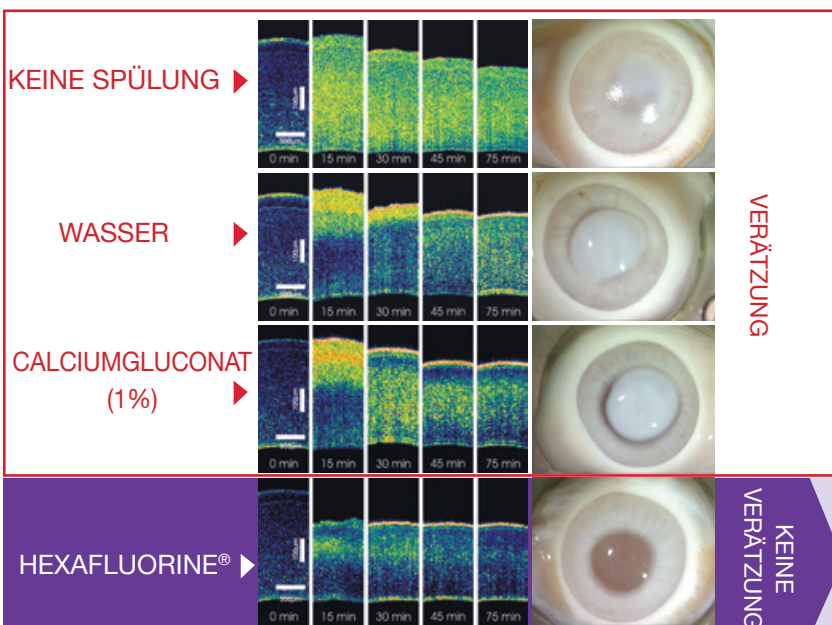 KEINE SPÜLUNG
0 min 15 min 30 min 45 min 75 min
WASSER
0 min 15 min 30 min 45 min 75 min
CALCIUMGLUCONAT
(1%)
0 min 15 min 30 min 45 min 75 min
VERÄTZUNG
HEXAFLUORINE®
0 min 15 min 30 min 45 min 75 min
KEINE
VERÄTZUNG